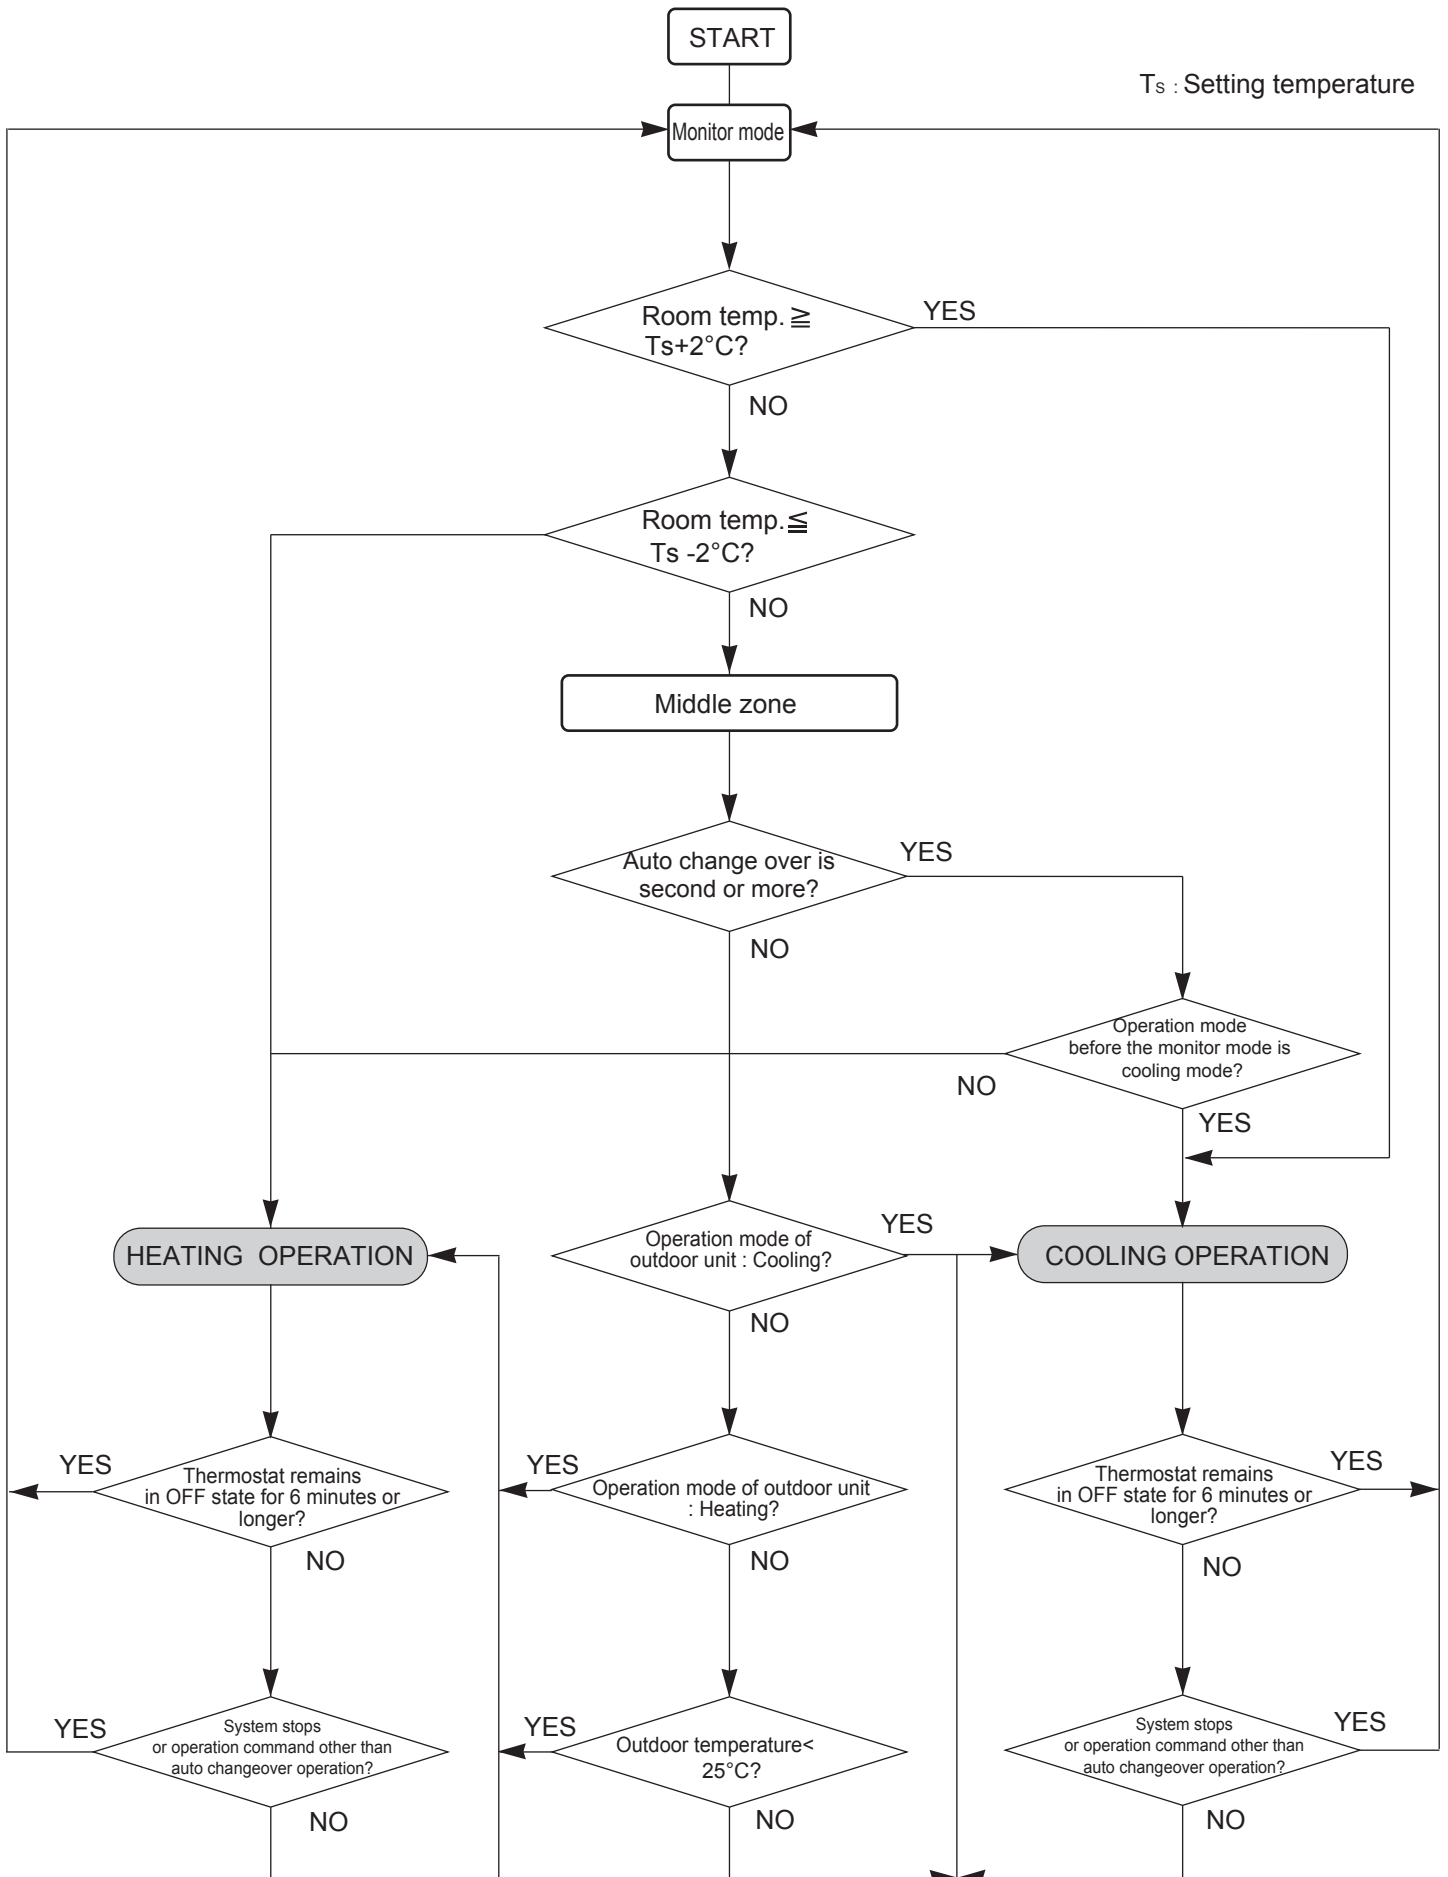 START
Ts : Setting temperature
Monitor mode
Room temp. ≧
Ts+2°C?
YES
NO
Room temp.≦
Ts -2°C?
NO
Middle zone
Auto change over is
second or more?
YES
NO
Operation mode
before the monitor mode is
cooling mode?
NO
YES
HEATING OPERATION
Operation mode of
outdoor unit : Cooling?
YES
NO
COOLING OPERATION
YES
Thermostat remains
in OFF state for 6 minutes or
longer?
NO
YES
Operation mode of outdoor unit
: Heating?
NO
Thermostat remains
in OFF state for 6 minutes or
longer?
YES
NO
YES
System stops
or operation command other than
auto changeover operation?
NO
YES
Outdoor temperature<
25°C?
NO
System stops
or operation command other than
auto changeover operation?
YES
NO